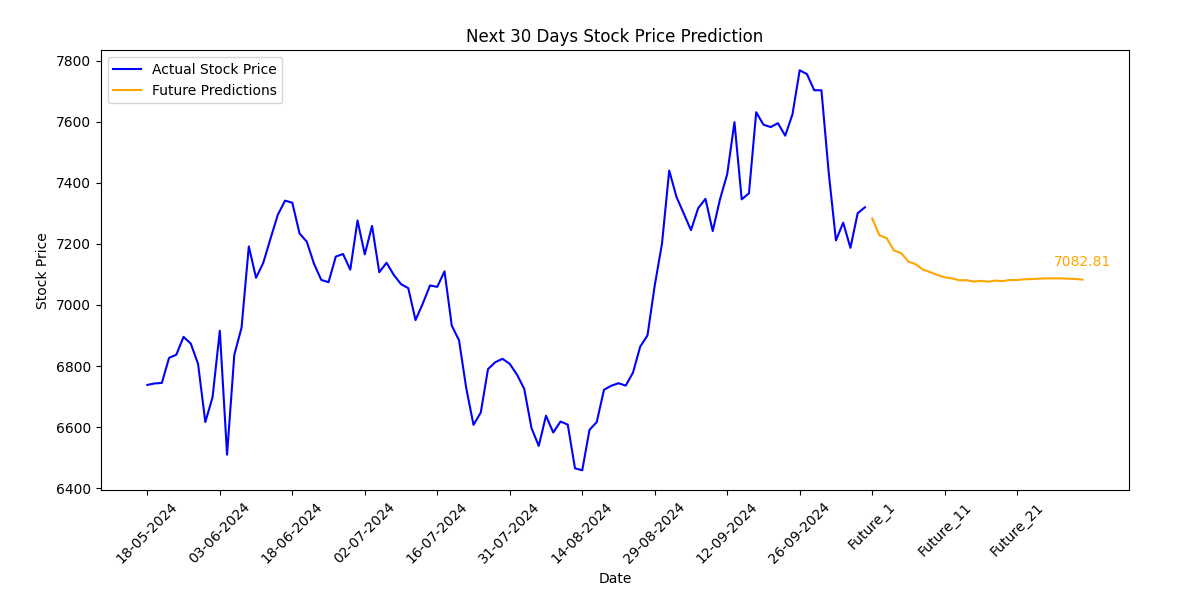 Next 30 Days Stock Price Prediction
Actual Stock Price
Future Predictions
7800
7600
7400
7200
7000
6800
6600
6400
Stock Price
7082.81
18-05-2024
03-06-2024
18-06-2024
02-07-2024
16-07-2024
31-07-2024
14-08-2024
29-08-2024
12-09-2024
26-09-2024
Future_1
Future_11
Future_21
Date